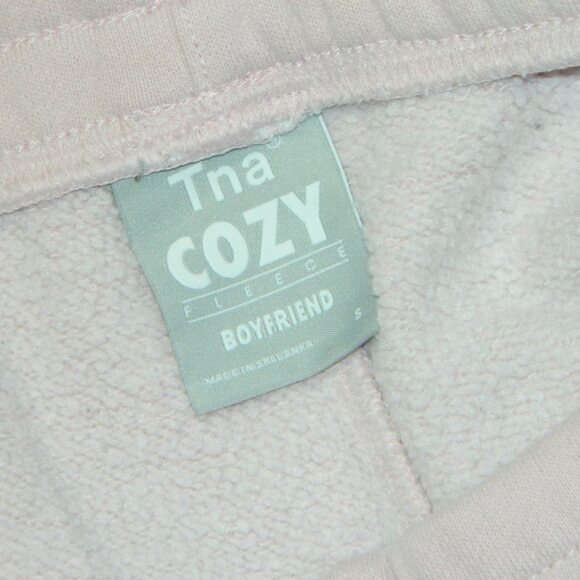 Tna®
COZY
FLEECE
BOYFRIEND
S
MADE IN SRI LANKA